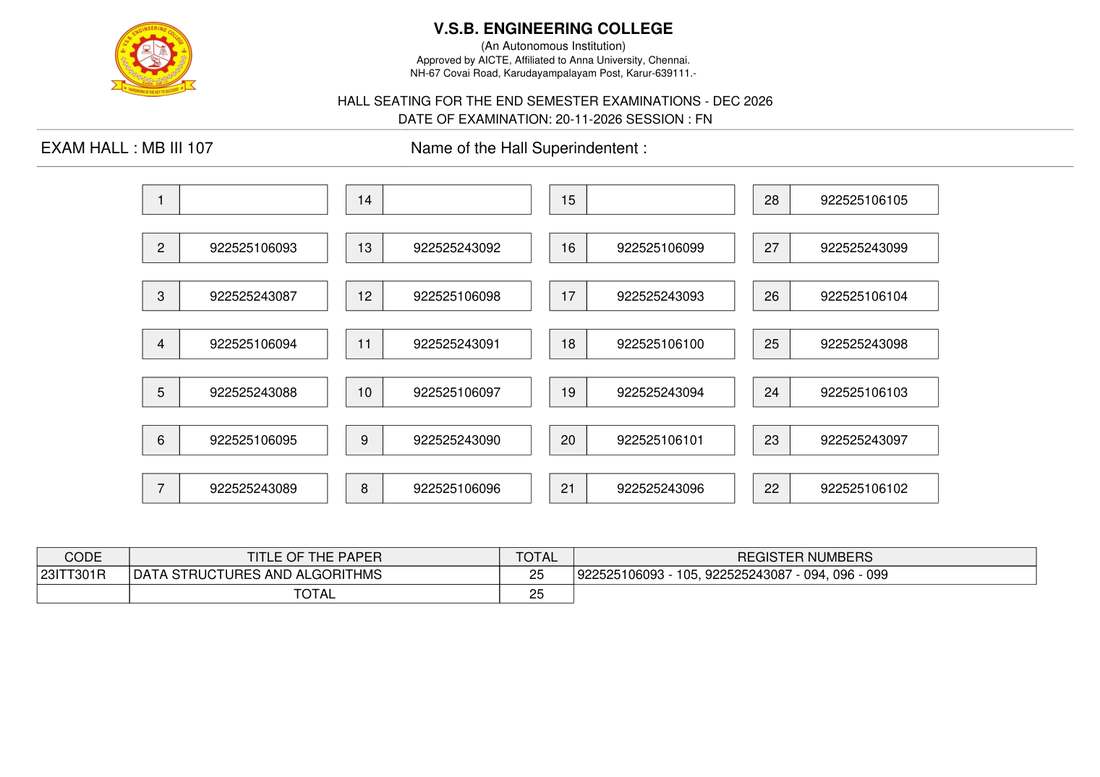 V.S.B. ENGINEERING COLLEGE
(An Autonomous Institution)
Approved by AICTE, Affiliated to Anna University, Chennai.
NH-67 Covai Road, Karudayampalayam Post, Karur-639111.-
HALL SEATING FOR THE END SEMESTER EXAMINATIONS - DEC 2026
DATE OF EXAMINATION: 20-11-2026 SESSION : FN
EXAM HALL : MB III 107 Name of the Hall Superindentent :
1 14 15 28 922525106105
2 922525106093 13 922525243092 16 922525106099 27 922525243099
3 922525243087 12 922525106098 17 922525243093 26 922525106104
4 922525106094 11 922525243091 18 922525106100 25 922525243098
5 922525243088 10 922525106097 19 922525243094 24 922525106103
6 922525106095 9 922525243090 20 922525106101 23 922525243097
7 922525243089 8 922525106096 21 922525243096 22 922525106102
CODE TITLE OF THE PAPER TOTAL REGISTER NUMBERS
23ITT301R DATA STRUCTURES AND ALGORITHMS 25 922525106093 - 105, 922525243087 - 094, 096 - 099
TOTAL 25